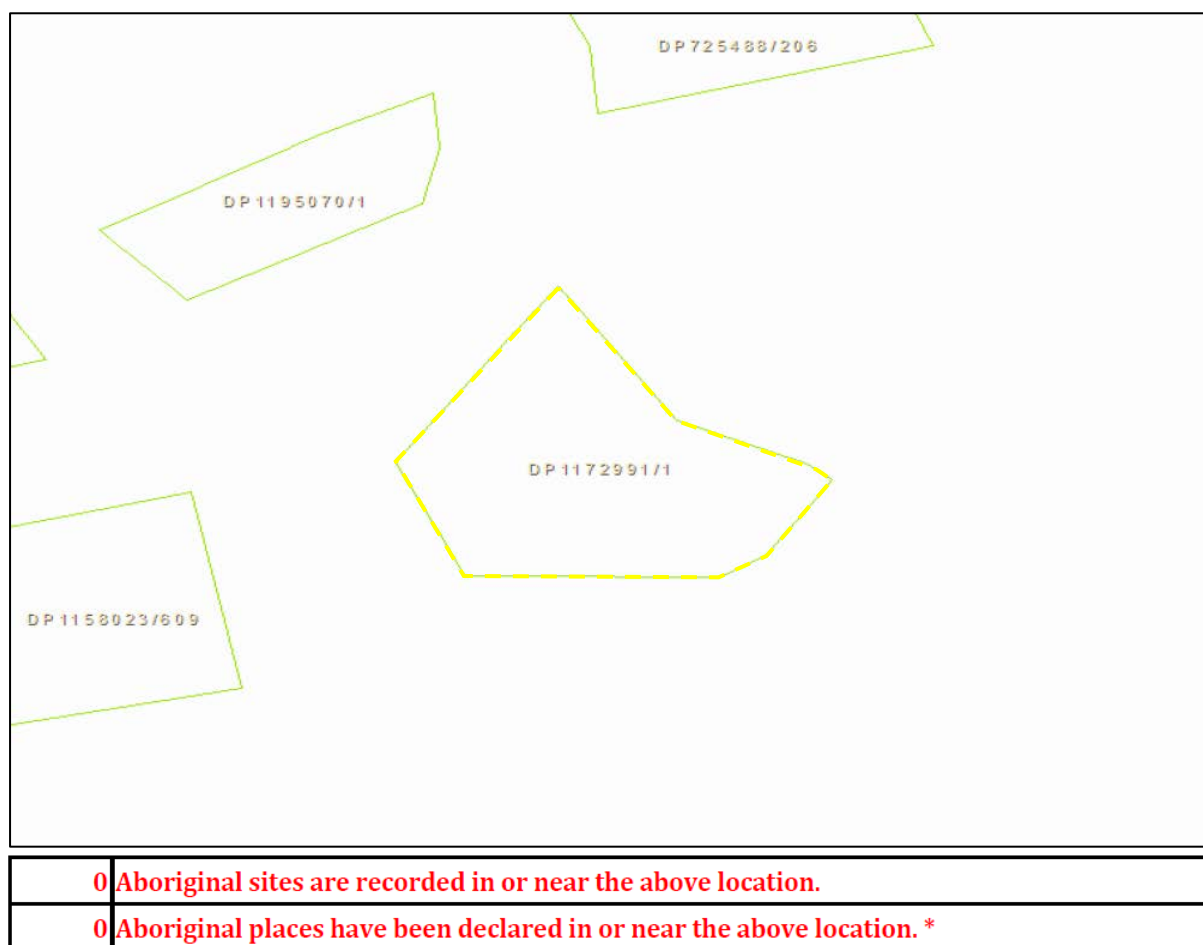 DP725488/206
DP1195070/1
DP1172991/1
DP1158023/609
0 Aboriginal sites are recorded in or near the above location.
0 Aboriginal places have been declared in or near the above location. *